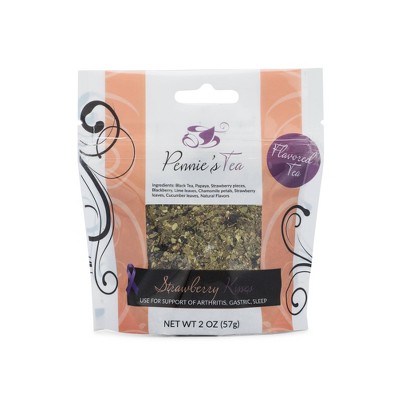 Pennie's Tea
Flavored
Tea
Ingredients: Black Tea, Papaya, Strawberry pieces,
Blackberry, Lime leaves, Chamomile petals, Strawberry
leaves, Cucumber leaves, Natural Flavors
Strawberry
USE FOR SUPPORT OF ARTHRITIS, GASTRIC, SLEEP
NET WT 2 OZ (57g)